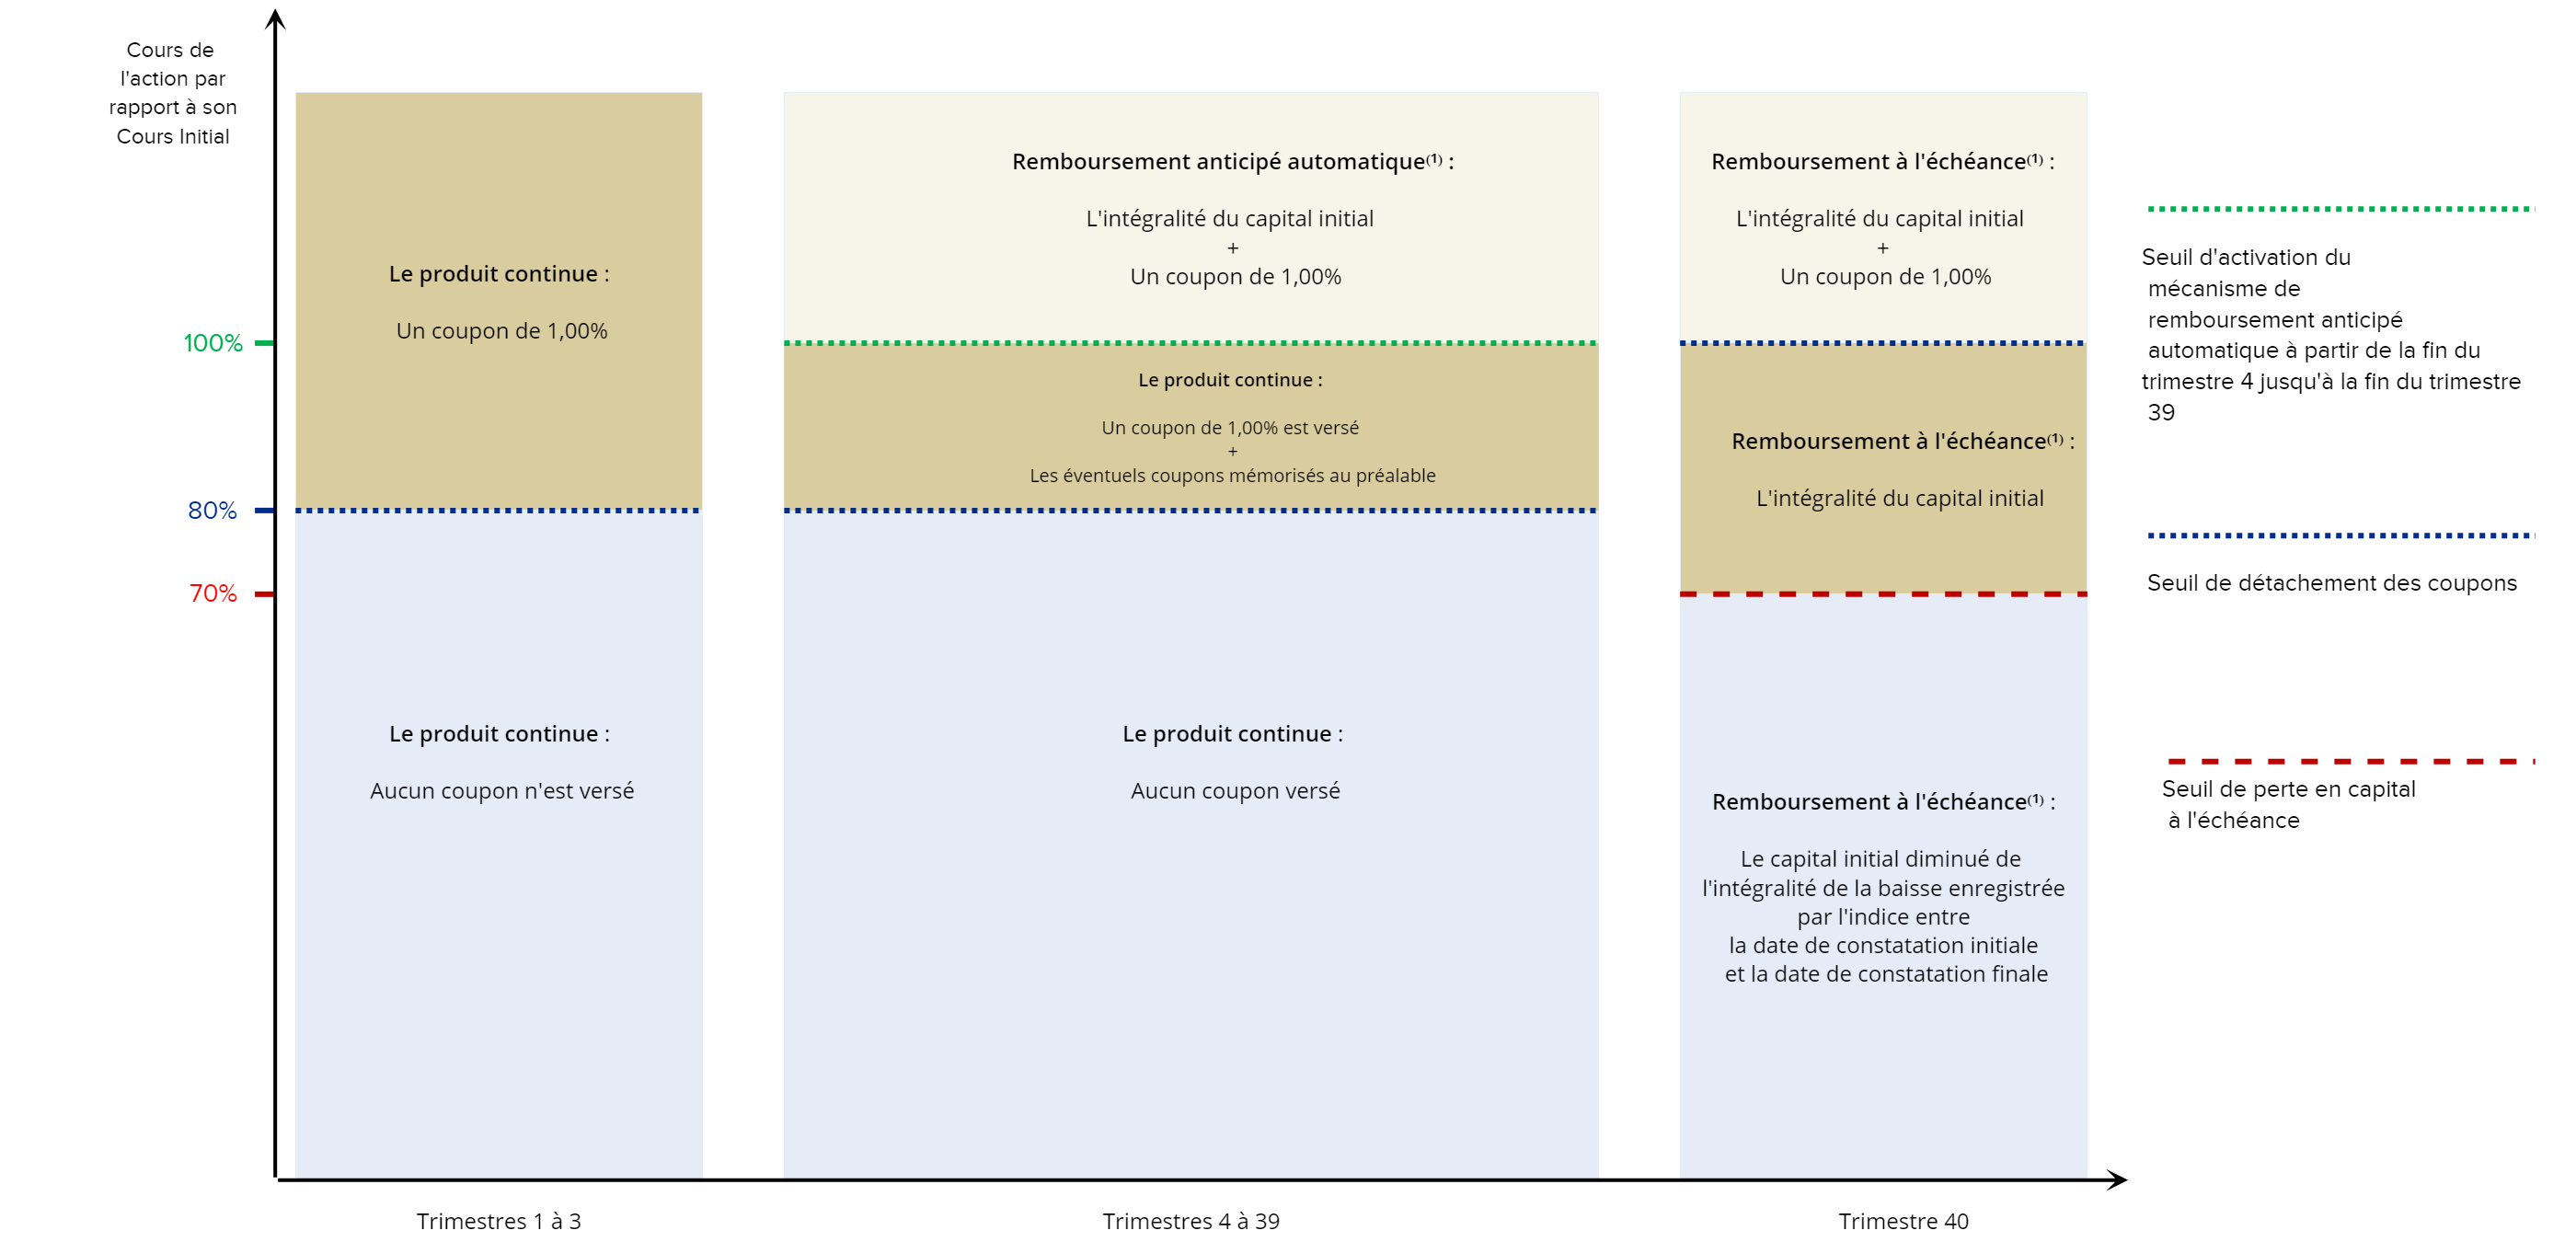 Cours de
l'action par
rapport à son
Cours Initial
100%
80%
70%
Le produit continue :
Un coupon de 1,00%
Le produit continue :
Aucun coupon n'est versé
Remboursement anticipé automatique⁽¹⁾ :
L'intégralité du capital initial
+
Un coupon de 1,00%
Le produit continue :
Un coupon de 1,00% est versé
+
Les éventuels coupons mémorisés au préalable
Le produit continue :
Aucun coupon versé
Remboursement à l'échéance⁽¹⁾ :
L'intégralité du capital initial
+
Un coupon de 1,00%
Remboursement à l'échéance⁽¹⁾ :
L'intégralité du capital initial
Remboursement à l'échéance⁽¹⁾ :
Le capital initial diminué de
l'intégralité de la baisse enregistrée
par l'indice entre
la date de constatation initiale
et la date de constatation finale
Seuil d'activation du
mécanisme de
remboursement anticipé
automatique à partir de la fin du
trimestre 4 jusqu'à la fin du trimestre
39
Seuil de détachement des coupons
Seuil de perte en capital
à l'échéance
Trimestres 1 à 3
Trimestres 4 à 39
Trimestre 40